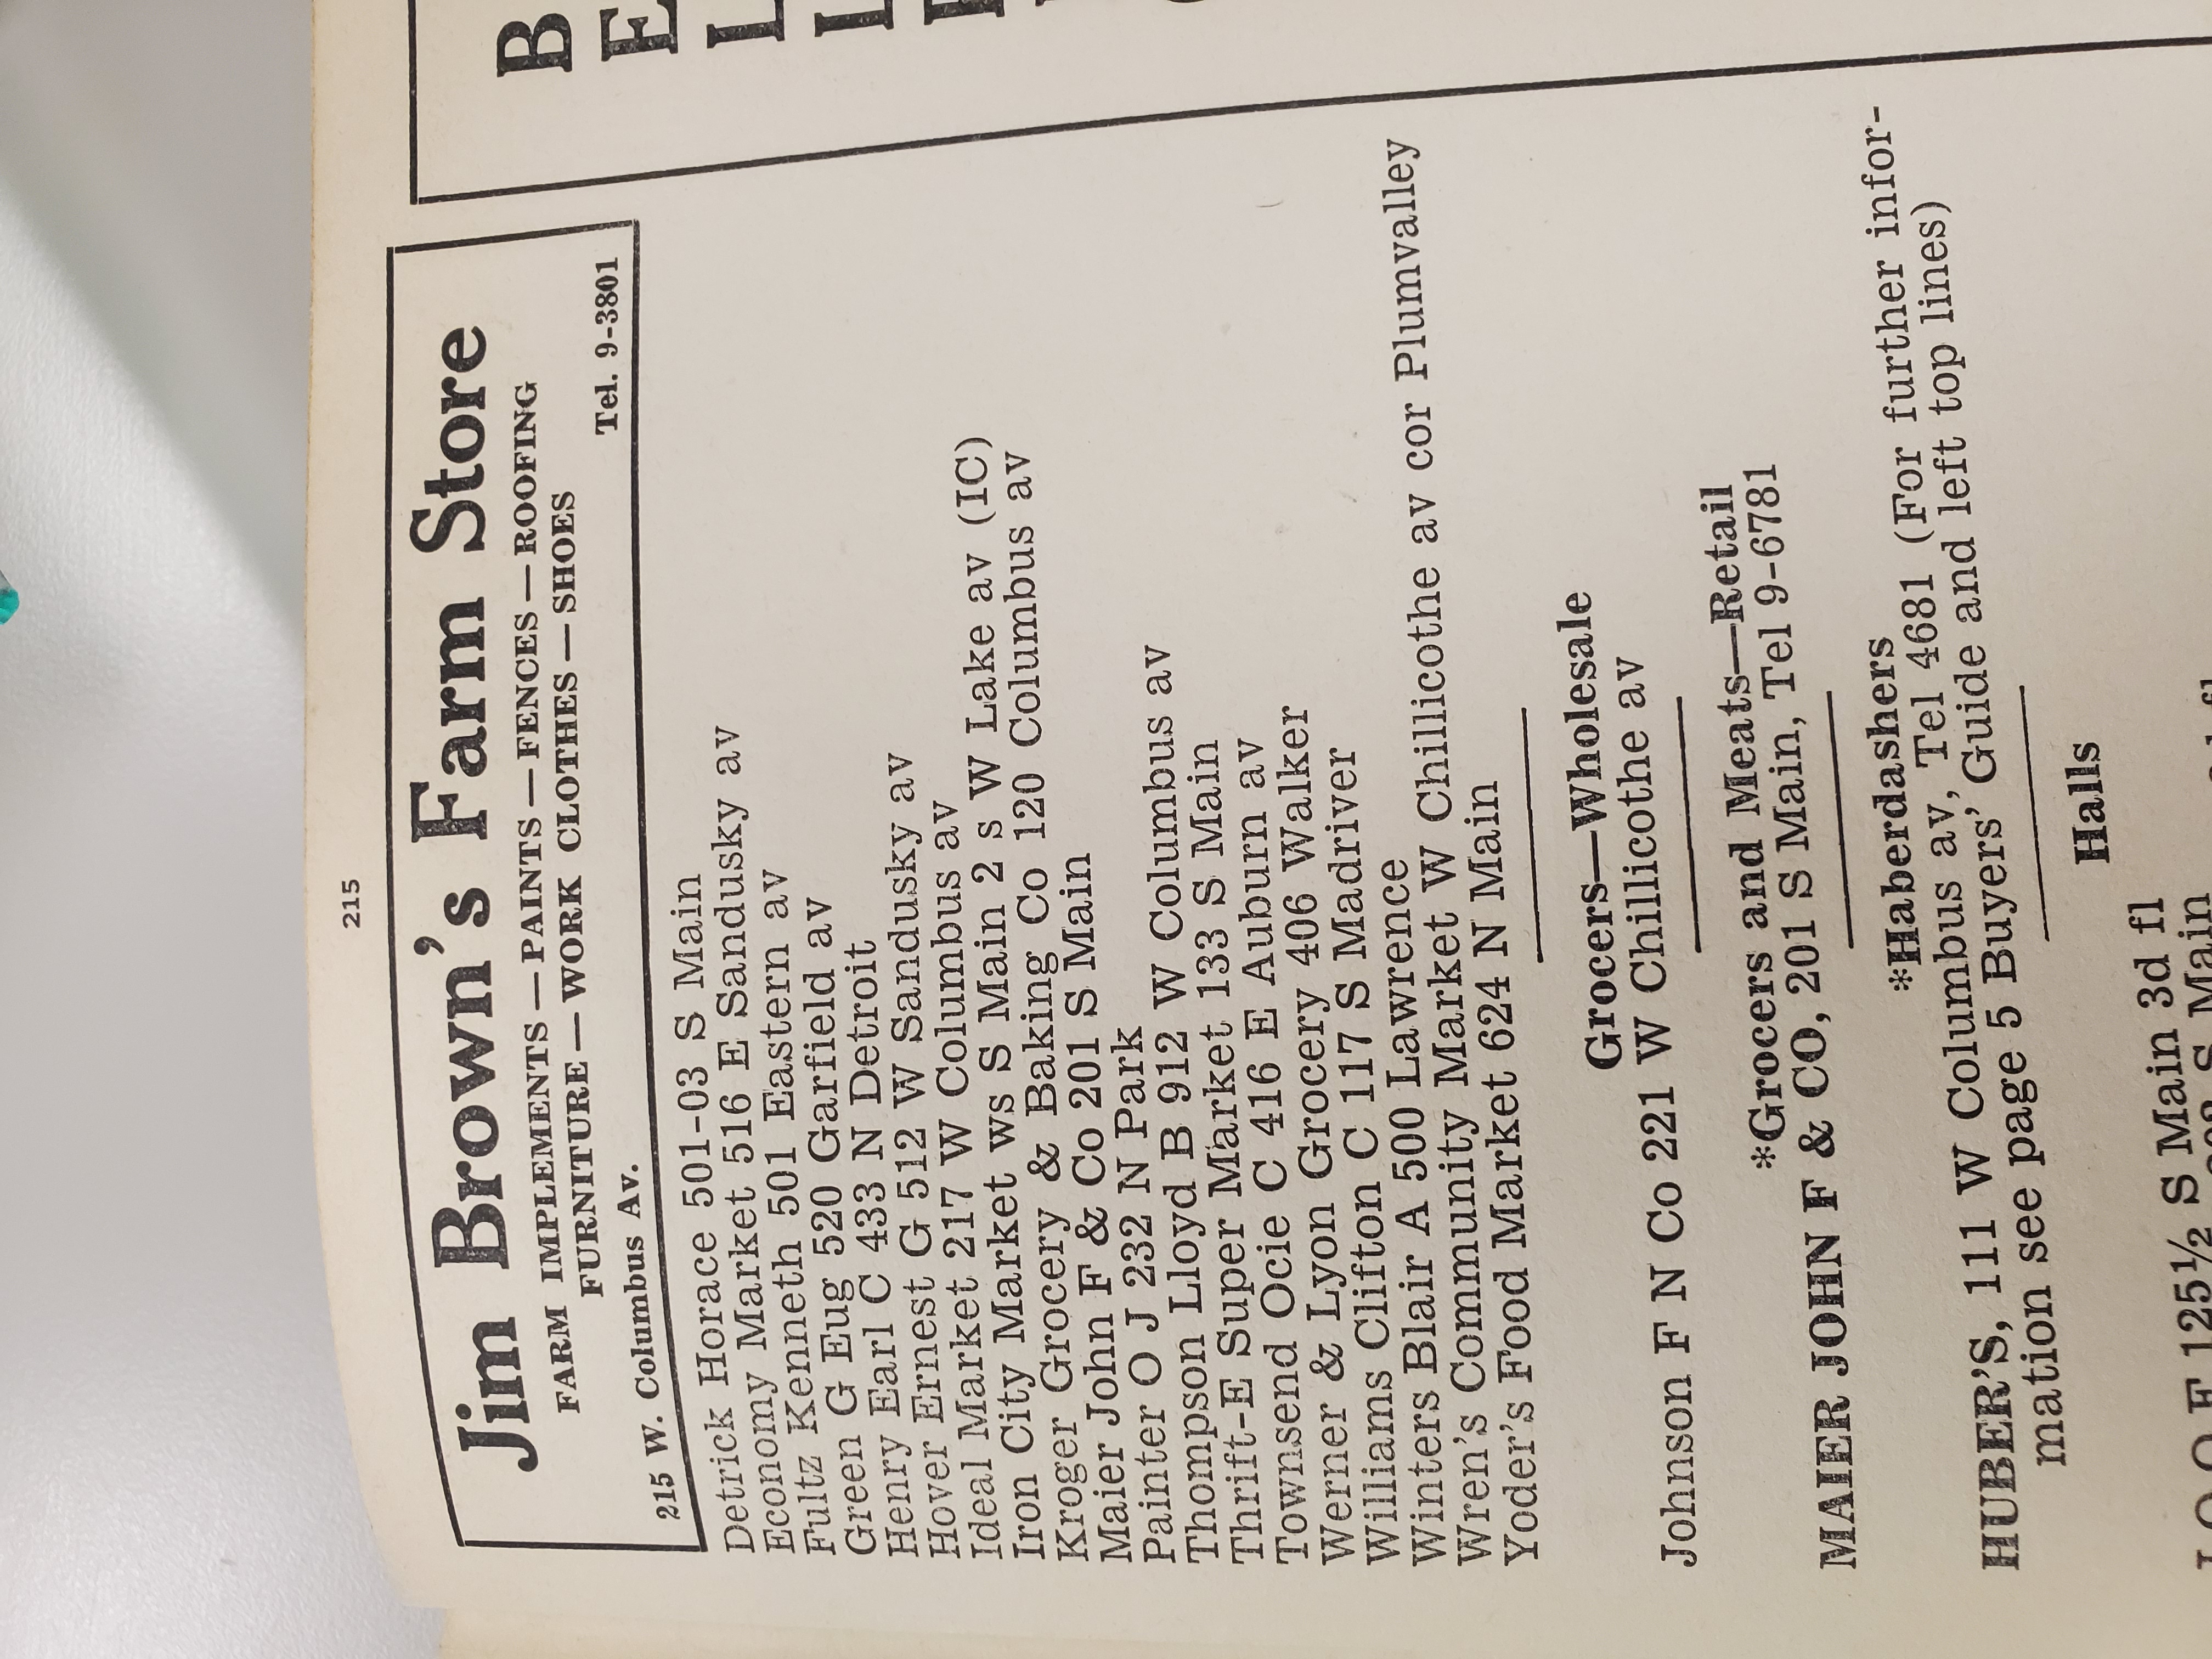 215
Jim Brown's Farm Store
FARM IMPLEMENTS — PAINTS — FENCES — ROOFING
FURNITURE — WORK CLOTHES — SHOES
215 W. Columbus Av. Tel. 9-3801
Detrick Horace 501-03 S Main
Economy Market 516 E Sandusky av
Fultz Kenneth 501 Eastern av
Green G Eug 520 Garfield av
Henry Earl C 433 N Detroit
Hover Ernest G 512 W Sandusky av
Ideal Market 217 W Columbus av
Iron City Market ws S Main 2 s W Lake av (IC)
Kroger Grocery & Baking Co 120 Columbus av
Maier John F & Co 201 S Main
Painter O J 232 N Park
Thompson Lloyd B 912 W Columbus av
Thrift-E Super Market 133 S Main
Townsend Ocie C 416 E Auburn av
Werner & Lyon Grocery 406 Walker
Williams Clifton C 117 S Madriver
Winters Blair A 500 Lawrence
Wren's Community Market W Chillicothe av cor Plumvalley
Yoder's Food Market 624 N Main
Grocers—Wholesale
Johnson F N Co 221 W Chillicothe av
*Grocers and Meats—Retail
MAIER JOHN F & CO, 201 S Main, Tel 9-6781
*Haberdashers
HUBER'S, 111 W Columbus av, Tel 4681 (For further infor-
mation see page 5 Buyers' Guide and left top lines)
Halls
I O O F 125½ S Main 3d fl
S Main
B
E
L
L